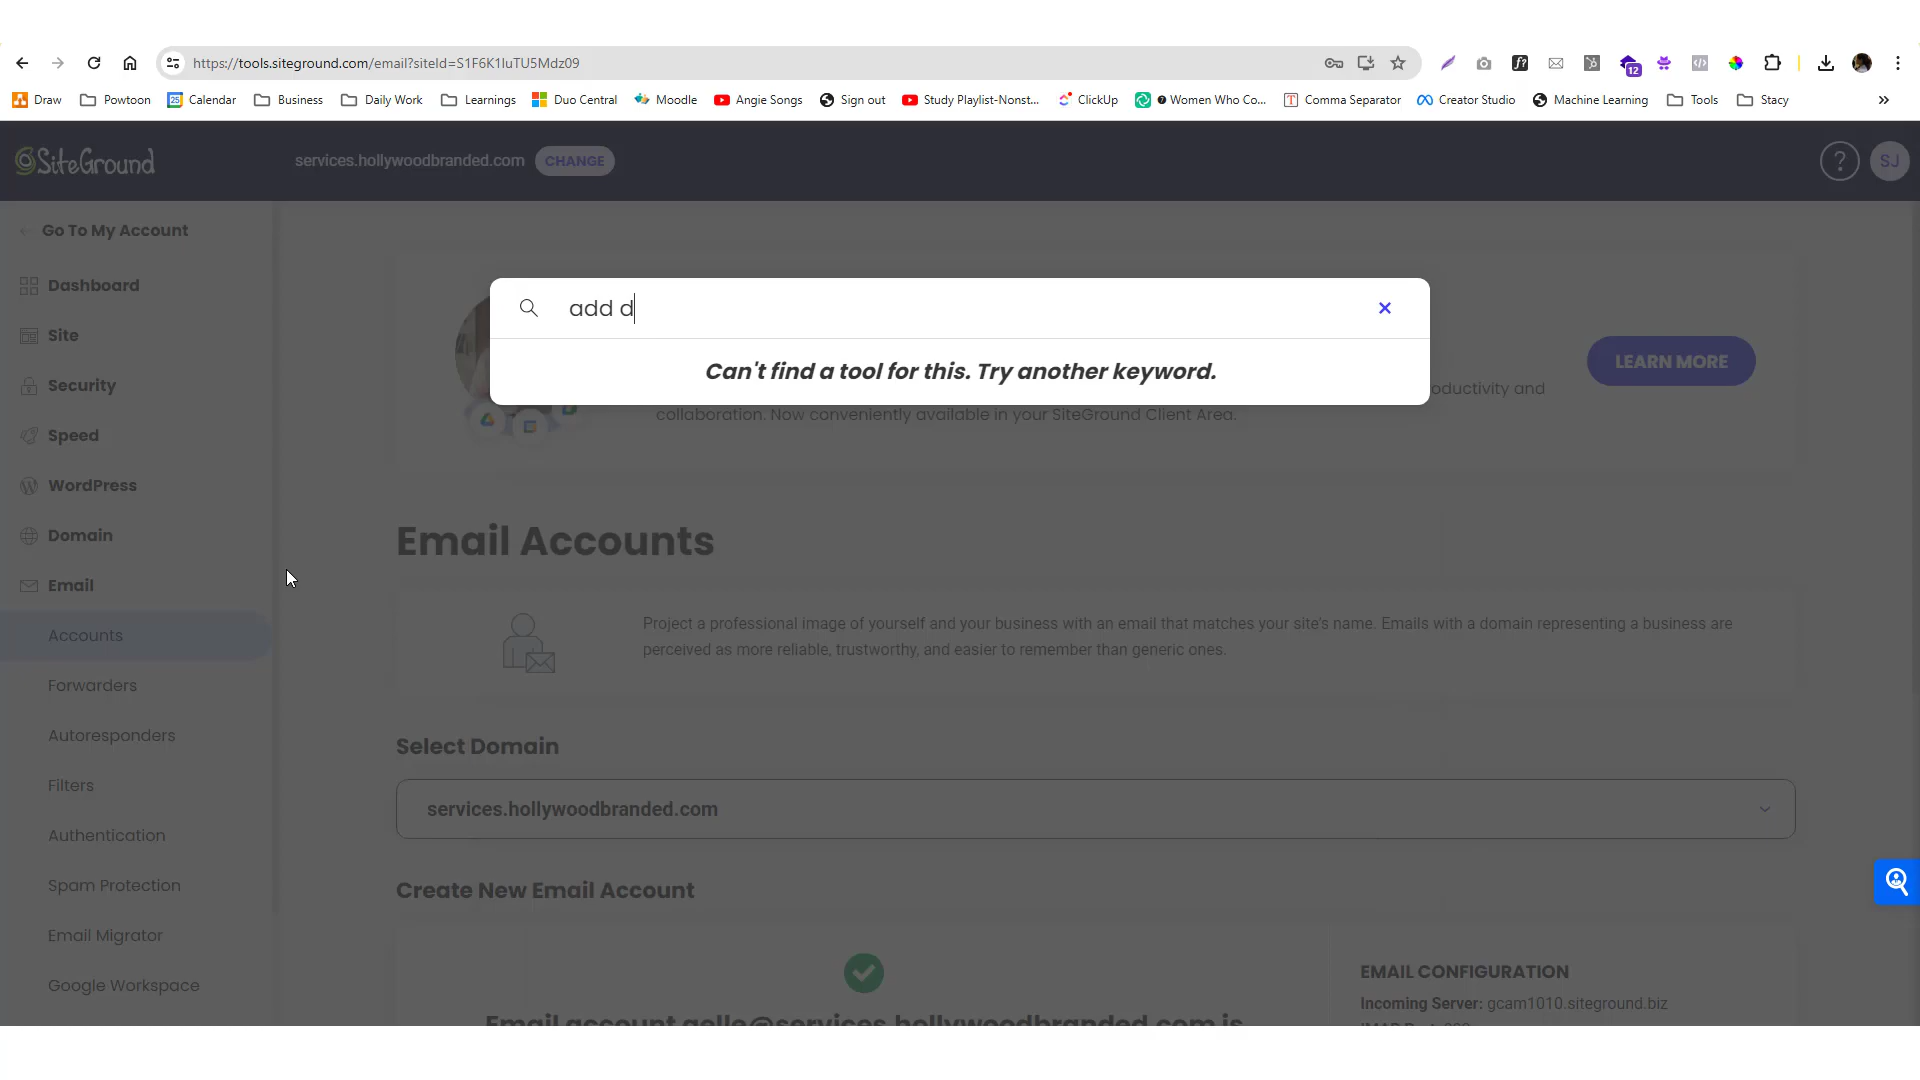 https://tools.siteground.com/email?siteId=S1F6K1luTU5Mdz09
12
Draw Powtoon Calendar Business Daily Work Learnings Duo Central Moodle Angie Songs Sign out Study Playlist-Nonst... ClickUp Women Who Co... Comma Separator Creator Studio Machine Learning Tools Stacy
SiteGround services.hollywoodbranded.com CHANGE ? SJ
Go To My Account
Dashboard
Site
Security
Speed
WordPress
Domain
Email
Accounts
Forwarders
Autoresponders
Filters
Authentication
Spam Protection
Email Migrator
Google Workspace
add d
Can't find a tool for this. Try another keyword.
LEARN MORE
oductivity and
collaboration. Now conveniently available in your SiteGround Client Area.
Email Accounts
Project a professional image of yourself and your business with an email that matches your site's name. Emails with a domain representing a business are
perceived as more reliable, trustworthy, and easier to remember than generic ones.
Select Domain
services.hollywoodbranded.com
Create New Email Account
Email account gelle@services.hollywoodbranded.com is
EMAIL CONFIGURATION
Incoming Server: gcam1010.siteground.biz